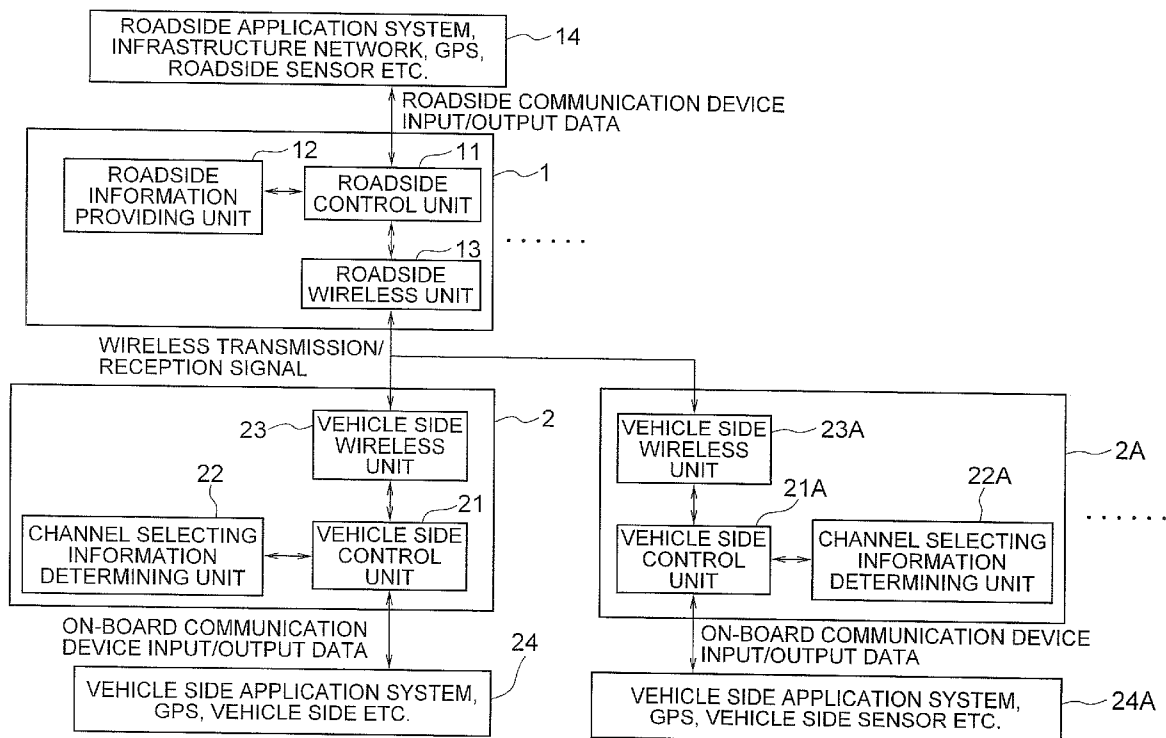 ROADSIDE APPLICATION SYSTEM,
INFRASTRUCTURE NETWORK, GPS,
ROADSIDE SENSOR ETC.
14
ROADSIDE COMMUNICATION DEVICE
INPUT/OUTPUT DATA
12
11
1
ROADSIDE
INFORMATION
PROVIDING UNIT
ROADSIDE
CONTROL UNIT
13
ROADSIDE
WIRELESS UNIT
. . . . . .
WIRELESS TRANSMISSION/
RECEPTION SIGNAL
2
23
VEHICLE SIDE
WIRELESS
UNIT
22
21
CHANNEL SELECTING
INFORMATION
DETERMINING UNIT
VEHICLE SIDE
CONTROL
UNIT
ON-BOARD COMMUNICATION
DEVICE INPUT/OUTPUT DATA
24
VEHICLE SIDE APPLICATION SYSTEM,
GPS, VEHICLE SIDE ETC.
VEHICLE SIDE
WIRELESS
UNIT
23A
2A
21A
22A
VEHICLE SIDE
CONTROL
UNIT
CHANNEL SELECTING
INFORMATION
DETERMINING UNIT
. . . . . .
ON-BOARD COMMUNICATION DEVICE
INPUT/OUTPUT DATA
VEHICLE SIDE APPLICATION SYSTEM,
GPS, VEHICLE SIDE SENSOR ETC.
24A